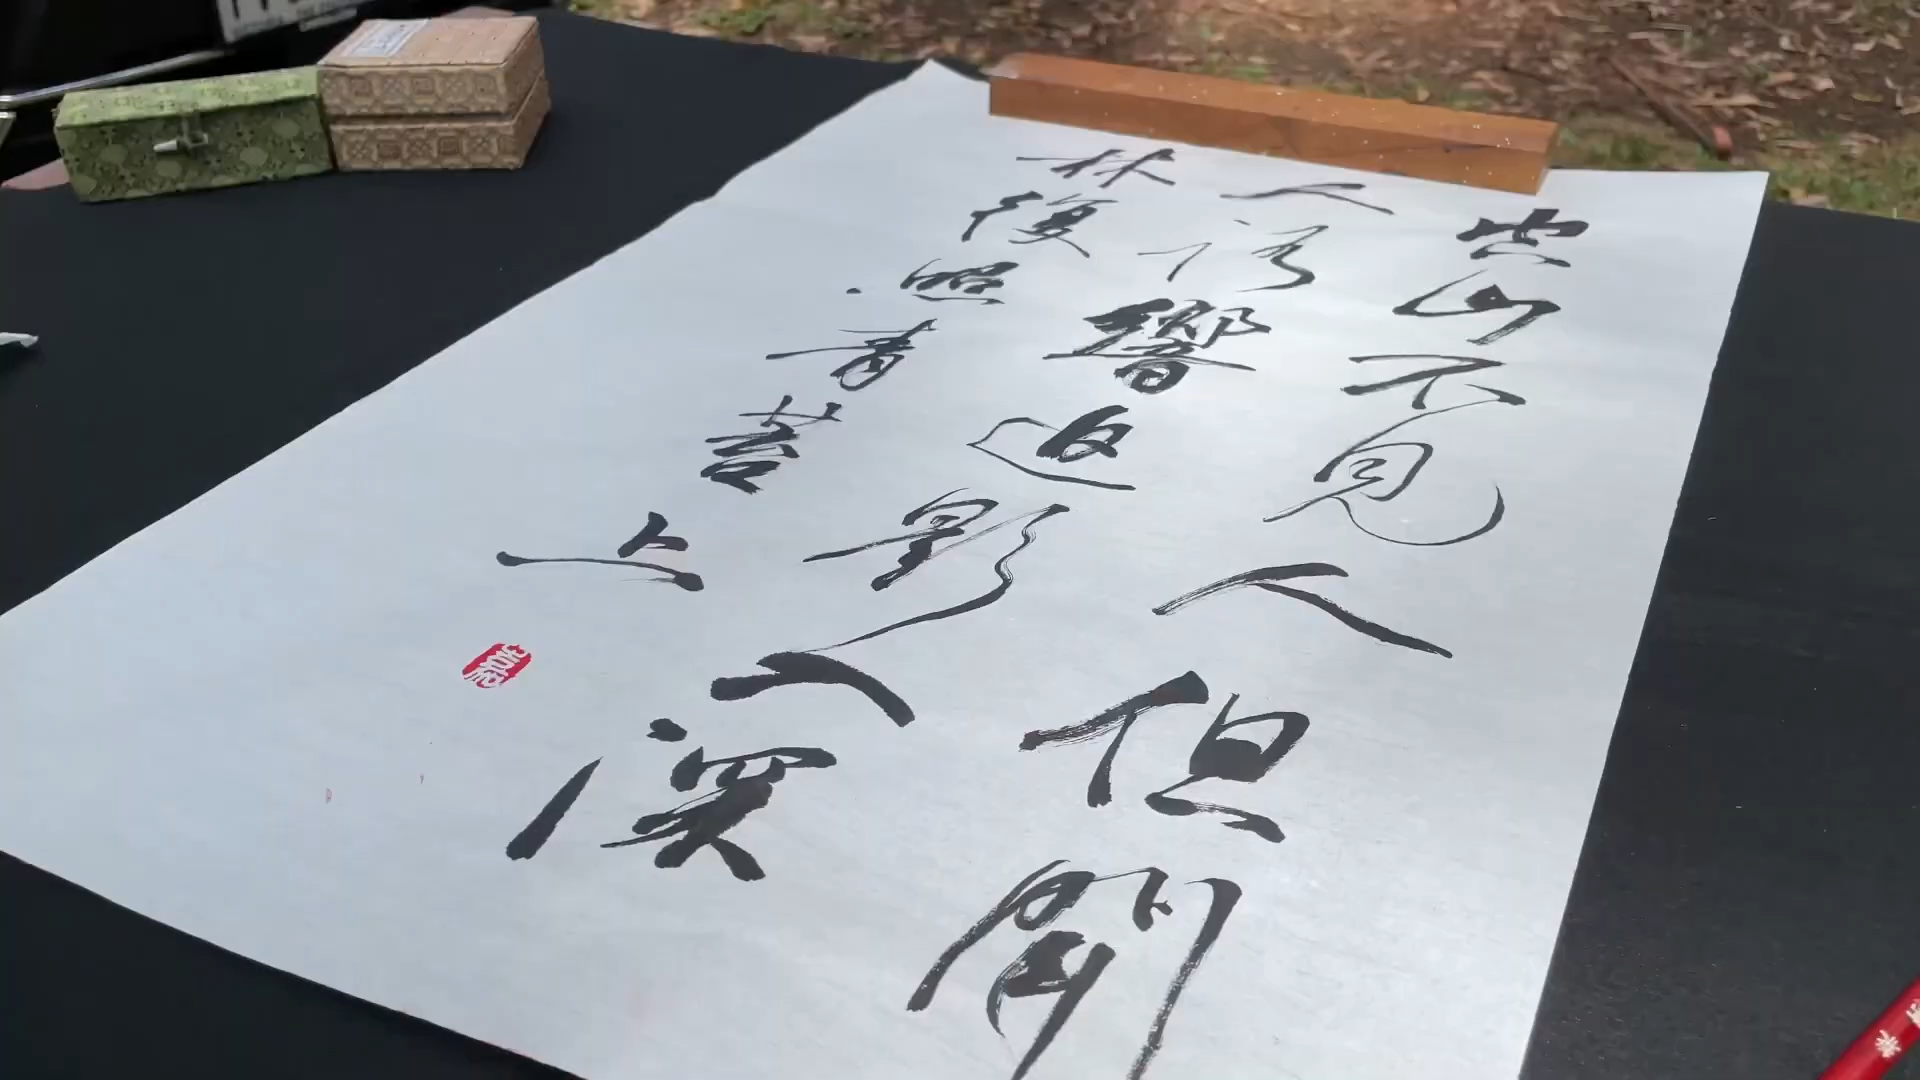 空山不見人但聞
人語響返影入深
林復照青苔上